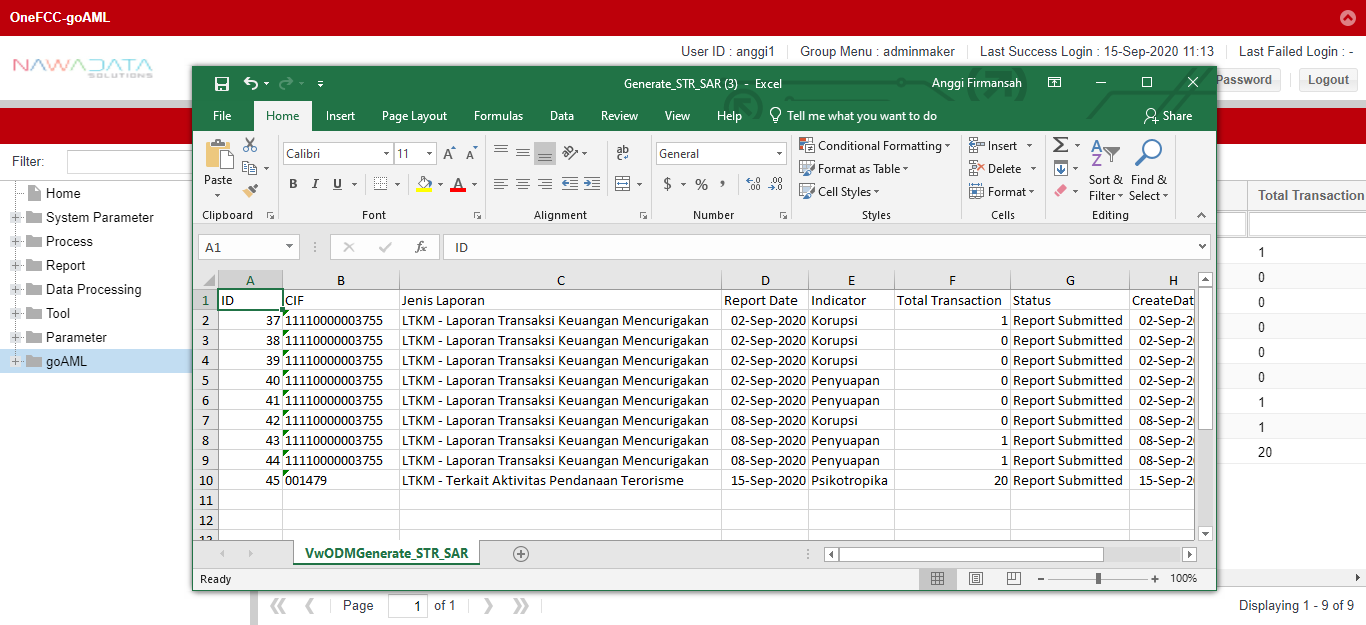 OneFCC-goAML
NAWADATA
SOLUTIONS
User ID : anggi1 Group Menu : adminmaker Last Success Login : 15-Sep-2020 11:13 Last Failed Login : -
Password Logout
Generate_STR_SAR (3) - Excel Anggi Firmansah
File Home Insert Page Layout Formulas Data Review View Help Tell me what you want to do Share
Filter:
Home
System Parameter
Process
Report
Data Processing
Tool
Parameter
goAML
Paste
Calibri 11
B I U A
ab
General
$ % ,
Conditional Formatting
Format as Table
Cell Styles
Insert
Delete
Format
Sort & Filter
Find & Select
Clipboard Font Alignment Number Styles Cells Editing
A1 fx ID
A B C D E F G H
1 ID CIF Jenis Laporan Report Date Indicator Total Transaction Status CreateDat
2 37 11110000003755 LTKM - Laporan Transaksi Keuangan Mencurigakan 02-Sep-2020 Korupsi 1 Report Submitted 02-Sep-2
3 38 11110000003755 LTKM - Laporan Transaksi Keuangan Mencurigakan 02-Sep-2020 Korupsi 0 Report Submitted 02-Sep-2
4 39 11110000003755 LTKM - Laporan Transaksi Keuangan Mencurigakan 02-Sep-2020 Korupsi 0 Report Submitted 02-Sep-2
5 40 11110000003755 LTKM - Laporan Transaksi Keuangan Mencurigakan 02-Sep-2020 Penyuapan 0 Report Submitted 02-Sep-2
6 41 11110000003755 LTKM - Laporan Transaksi Keuangan Mencurigakan 02-Sep-2020 Penyuapan 0 Report Submitted 02-Sep-2
7 42 11110000003755 LTKM - Laporan Transaksi Keuangan Mencurigakan 08-Sep-2020 Korupsi 0 Report Submitted 08-Sep-2
8 43 11110000003755 LTKM - Laporan Transaksi Keuangan Mencurigakan 08-Sep-2020 Penyuapan 1 Report Submitted 08-Sep-2
9 44 11110000003755 LTKM - Laporan Transaksi Keuangan Mencurigakan 08-Sep-2020 Penyuapan 1 Report Submitted 08-Sep-2
10 45 001479 LTKM - Terkait Aktivitas Pendanaan Terorisme 15-Sep-2020 Psikotropika 20 Report Submitted 15-Sep-2
11
12
13
VwODMGenerate_STR_SAR
Ready 100%
Total Transaction
1
0
0
0
0
0
1
1
20
Page 1 of 1 Displaying 1 - 9 of 9